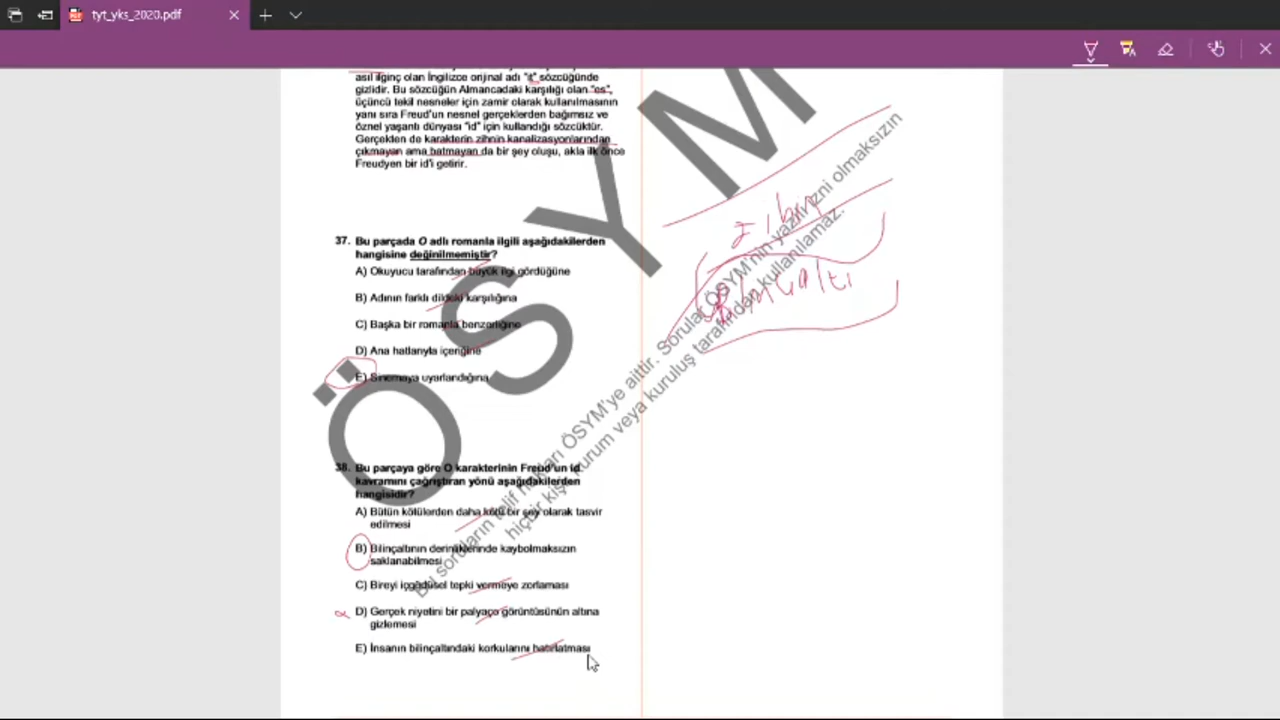 tyt_yks_2020.pdf
asıl ilginç olan İngilizce orijinal adı "it" sözcüğünde
gizlidir. Bu sözcüğün Almancadaki karşılığı olan "es",
üçüncü tekil nesneler için zamir olarak kullanılmasının
yanı sıra Freud'un nesnel gerçeklerden bağımsız ve
öznel yaşantı dünyası "id" için kullandığı sözcüktür.
Gerçekten de karakterin zihnin kanalizasyonlarından
çıkmayan ama batmayan da bir şey oluşu, akla ilk önce
Freudyen bir id'i getirir.
37. Bu parçada O adlı romanla ilgili aşağıdakilerden
hangisine değinilmemiştir?
A) Okuyucu tarafından büyük ilgi gördüğüne
B) Adının farklı dildeki karşılığına
C) Başka bir romanla benzerliğine
D) Ana hatlarıyla içeriğine
E) Sinemaya uyarlandığına
38. Bu parçaya göre O karakterinin Freud'un id
kavramını çağrıştıran yönü aşağıdakilerden
hangisidir?
A) Bütün kötülerden daha kötü bir şey olarak tasvir
edilmesi
B) Bilinçaltının derinliklerinde kaybolmaksızın
saklanabilmesi
C) Bireyi içgüdüsel tepki vermeye zorlaması
D) Gerçek niyetini bir palyaço görüntüsünün altına
gizlemesi
E) İnsanın bilinçaltındaki korkularını hatırlatması
zihin
ÖSYM
Bu soruların telif hakları ÖSYM'ye aittir. Sorular ÖSYM'nin yazılı izni olmaksızın
hiçbir kişi, kurum veya kuruluş tarafından kullanılamaz.